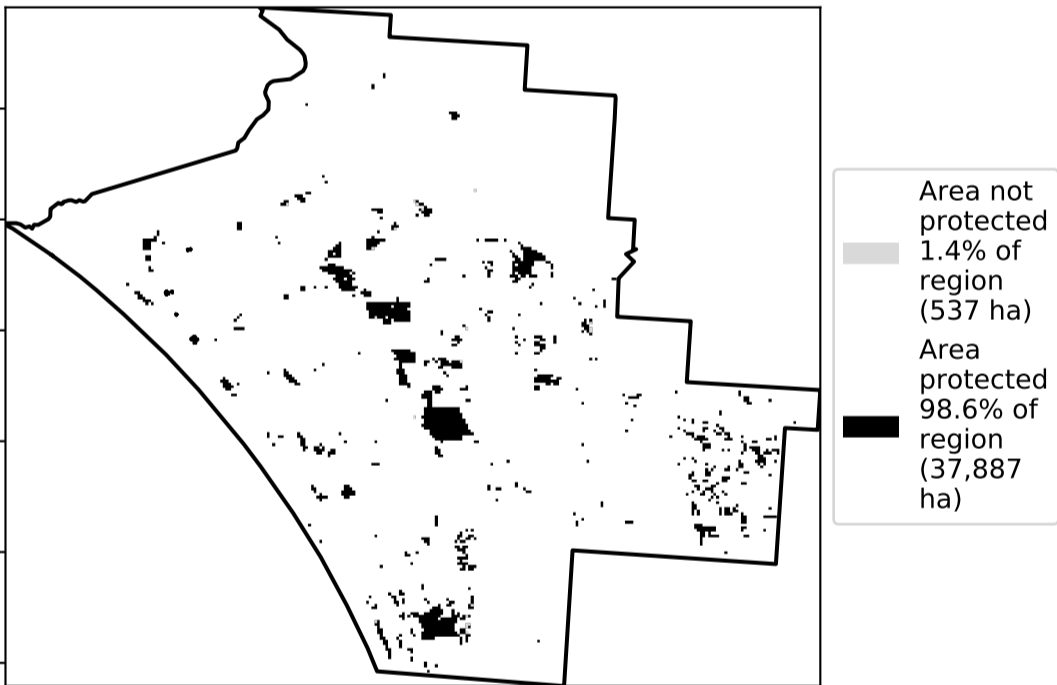 Area not
protected
1.4% of
region
(537 ha)
Area
protected
98.6% of
region
(37,887
ha)